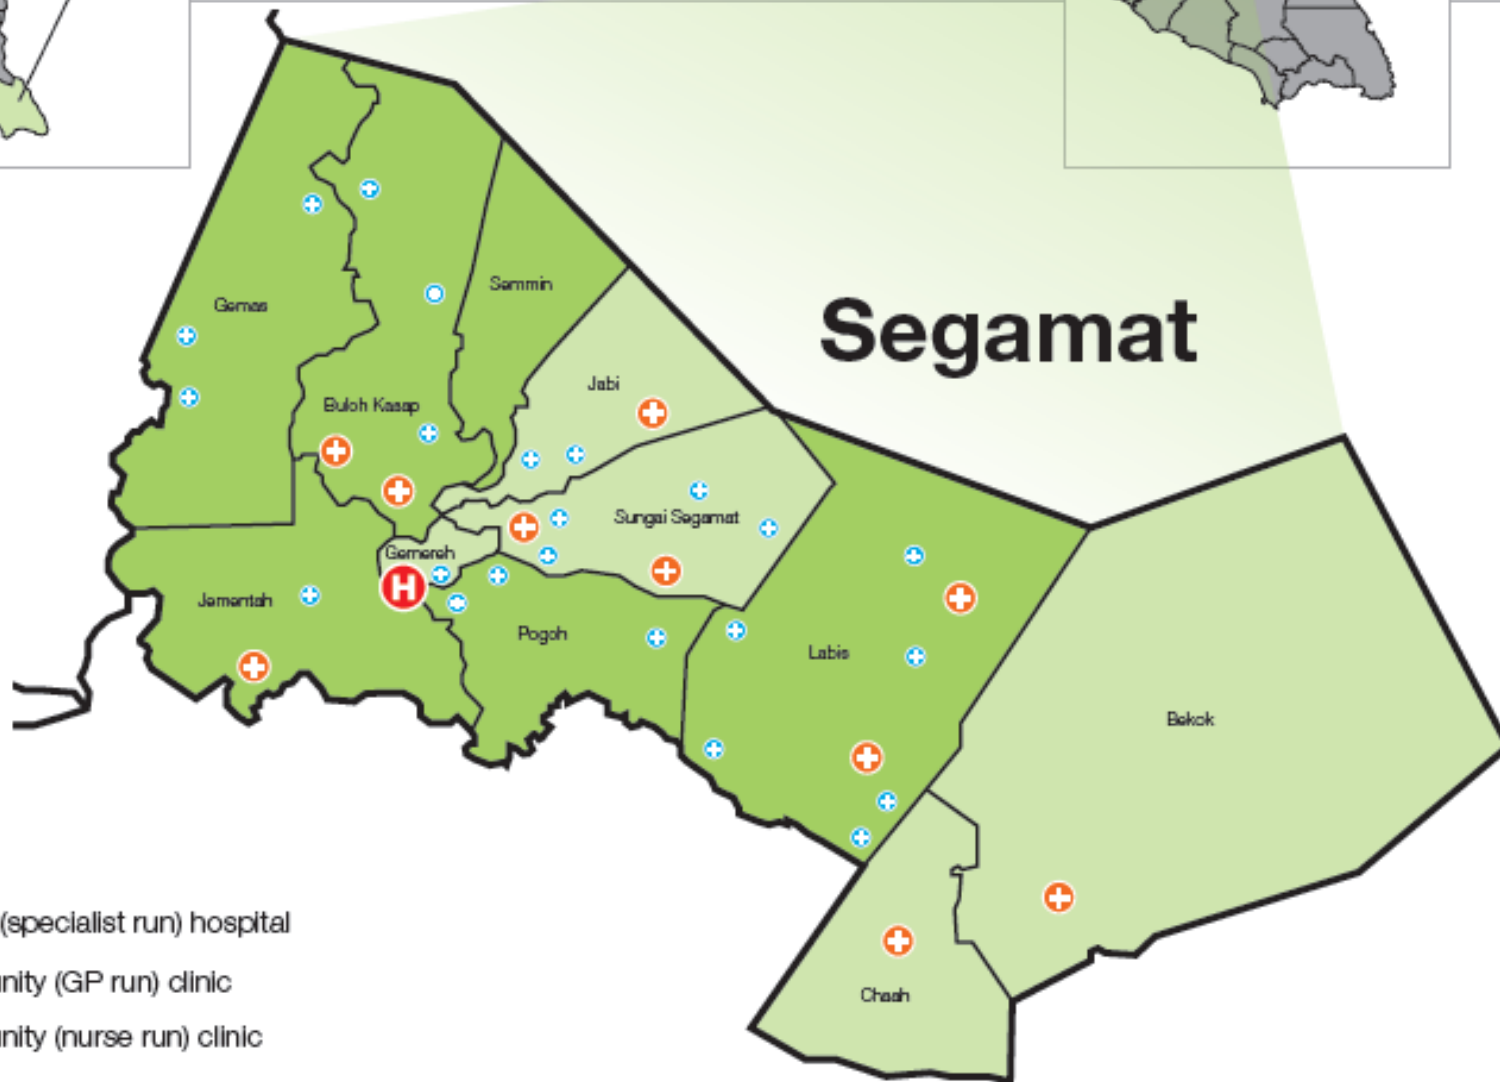 Segamat
Sammin
Gemas
Jabi
Buloh Kasap
Sungai Segamat
Gemereh
Jementah
Pogoh
Labis
Bekok
Chaah
H
(specialist run) hospital
nity (GP run) clinic
nity (nurse run) clinic